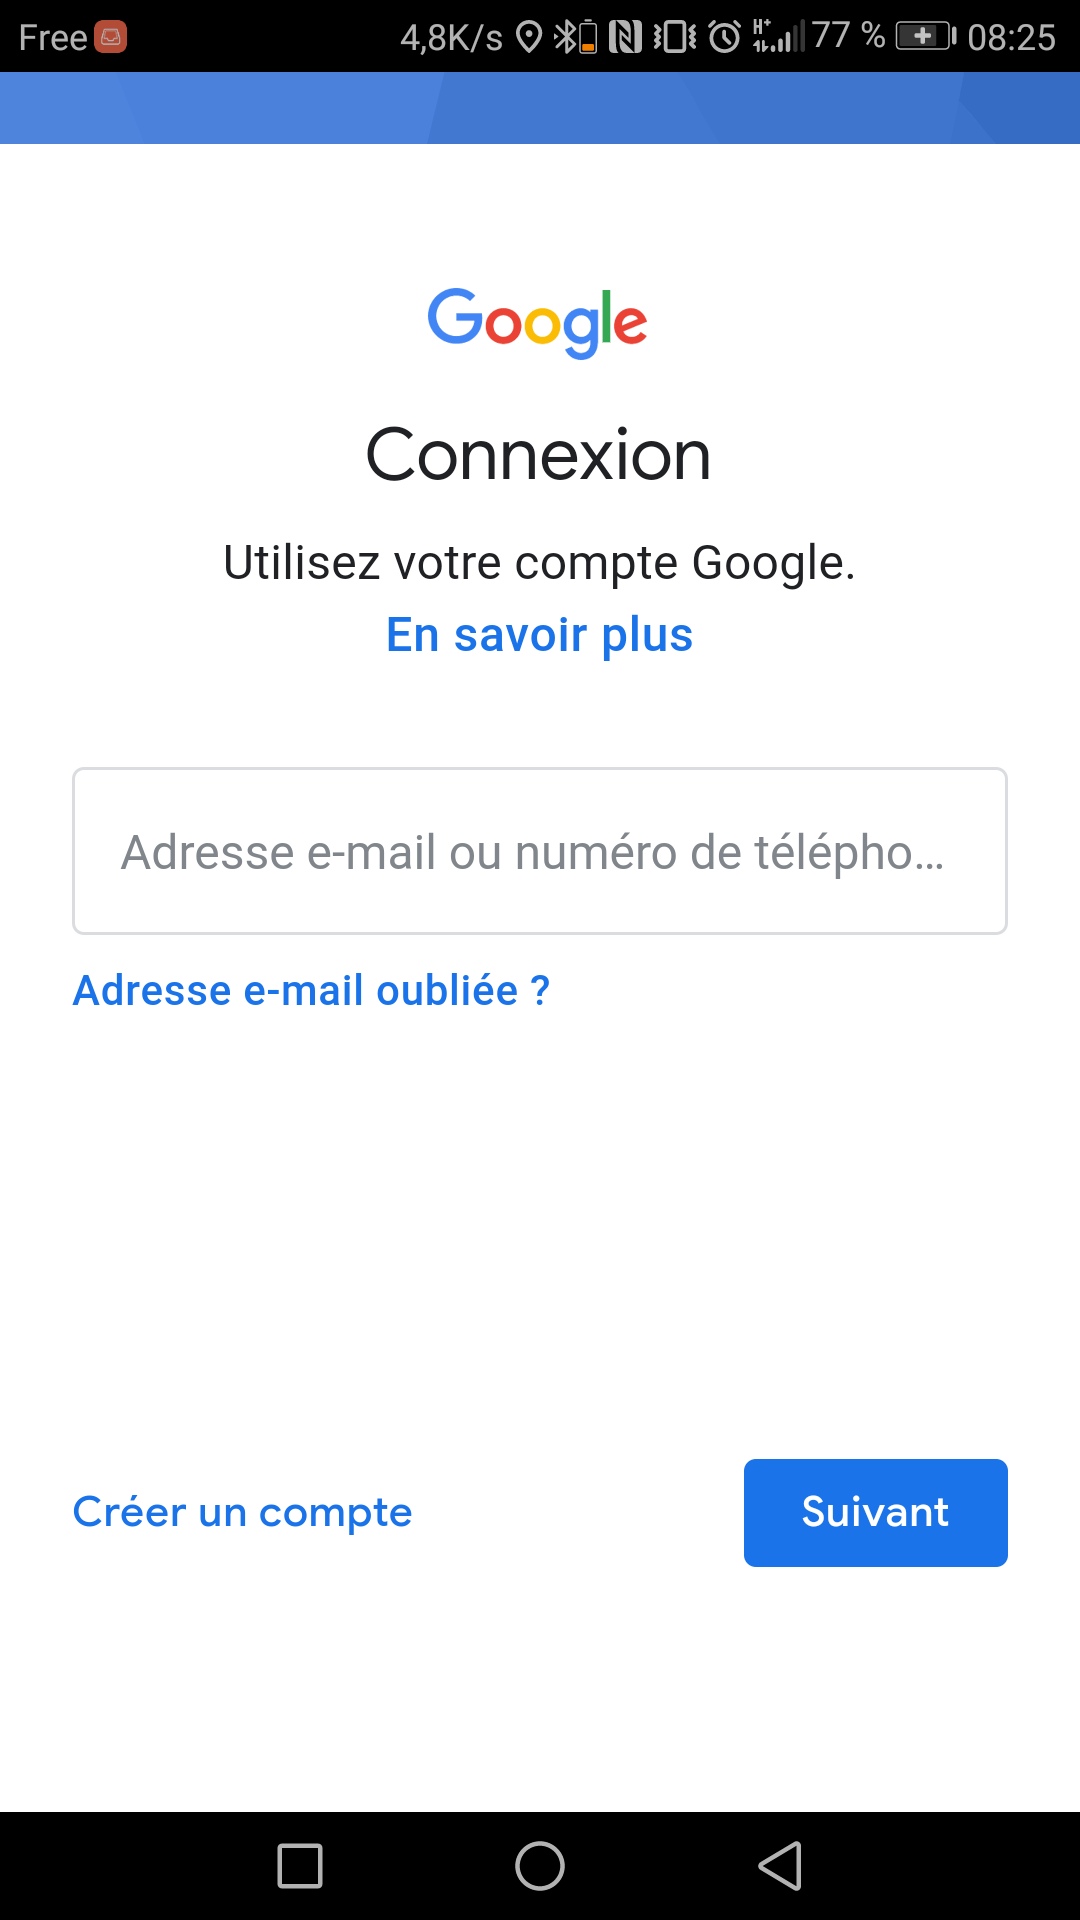 Free 4,8K/s H+ 77 % 08:25
Google
Connexion
Utilisez votre compte Google.
En savoir plus
Adresse e-mail ou numéro de télépho...
Adresse e-mail oubliée ?
Créer un compte
Suivant